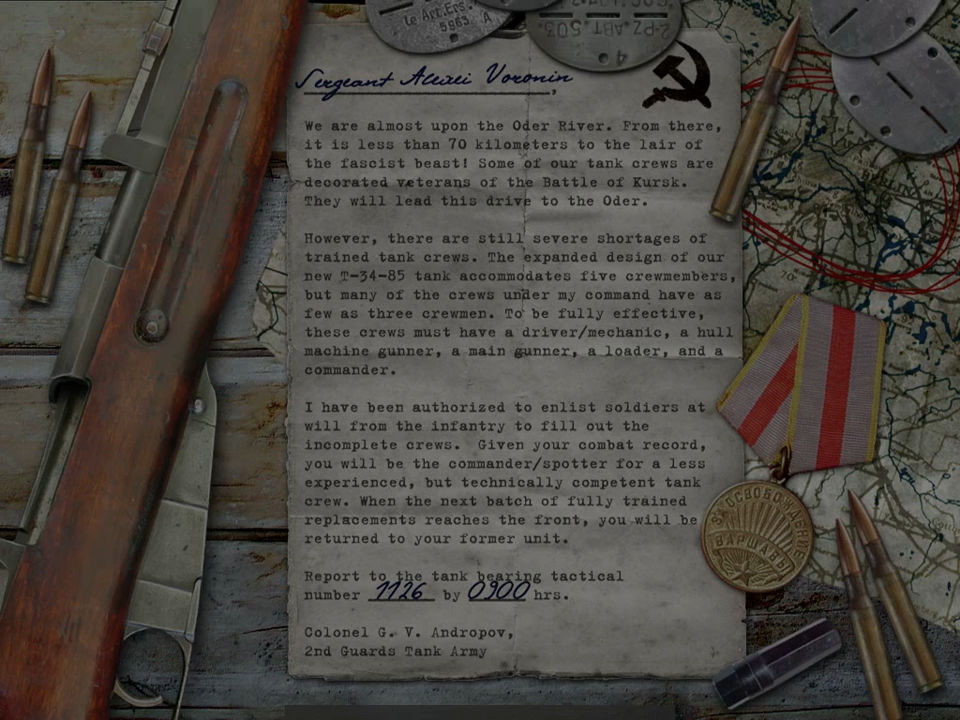 Le Art.Ers.
5963 A
2-PZ.ABT.503.
4
Sergeant Alexei Voronin,
We are almost upon the Oder River. From there,
it is less than 70 kilometers to the lair of
the fascist beast! Some of our tank crews are
decorated veterans of the Battle of Kursk.
They will lead this drive to the Oder.
However, there are still severe shortages of
trained tank crews. The expanded design of our
new T-34-85 tank accommodates five crewmembers,
but many of the crews under my command have as
few as three crewmen. To be fully effective,
these crews must have a driver/mechanic, a hull
machine gunner, a main gunner, a loader, and a
commander.
I have been authorized to enlist soldiers at
will from the infantry to fill out the
incomplete crews. Given your combat record,
you will be the commander/spotter for a less
experienced, but technically competent tank
crew. When the next batch of fully trained
replacements reaches the front, you will be
returned to your former unit.
Report to the tank bearing tactical
number 1126 by 0900 hrs.
Colonel G. V. Andropov,
2nd Guards Tank Army
BERLIN
ЗА ОСВОБОЖДЕНИЕ
ВАРШАВЫ